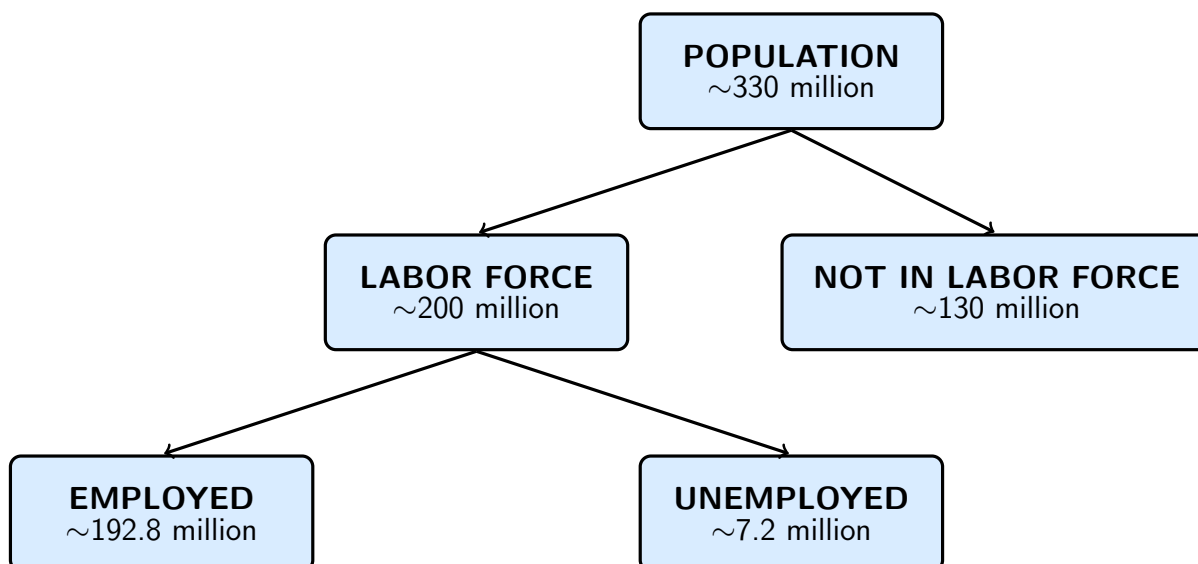 POPULATION
∼330 million
LABOR FORCE
∼200 million
NOT IN LABOR FORCE
∼130 million
EMPLOYED
∼192.8 million
UNEMPLOYED
∼7.2 million